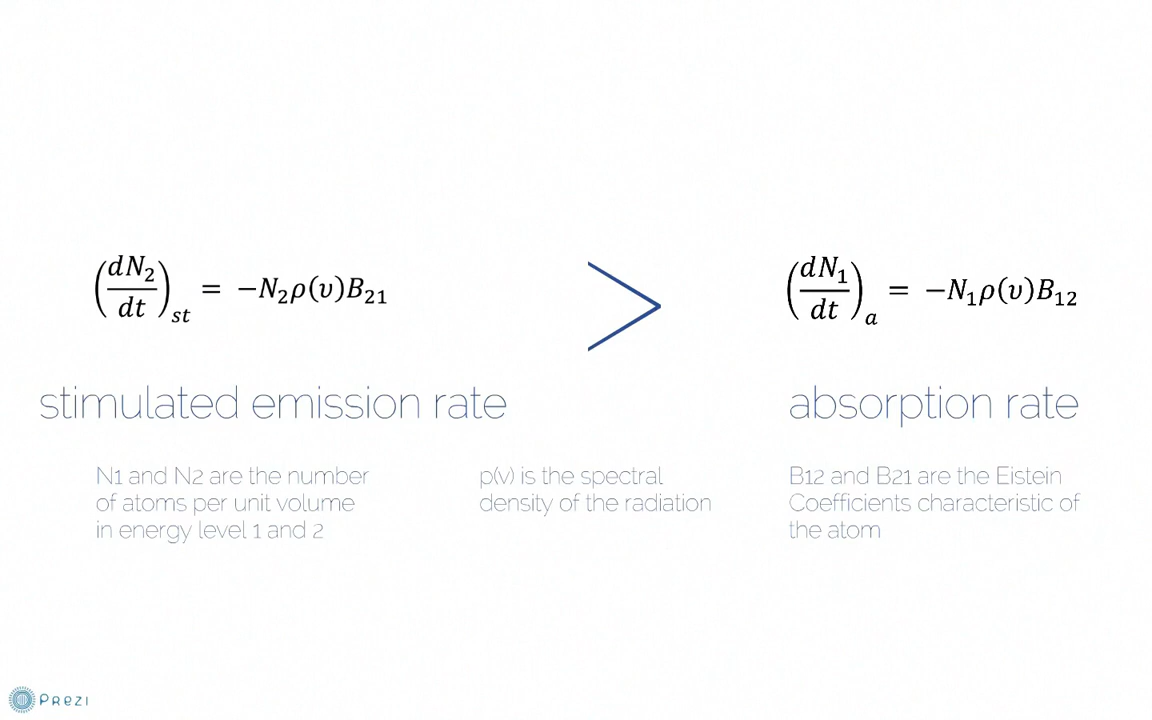 (dN₂/dt)st = −N₂ρ(υ)B₂₁
>
(dN₁/dt)a = −N₁ρ(υ)B₁₂
stimulated emission rate
absorption rate
N1 and N2 are the number
of atoms per unit volume
in energy level 1 and 2
p(v) is the spectral
density of the radiation
B12 and B21 are the Eistein
Coefficients characteristic of
the atom
Prezi